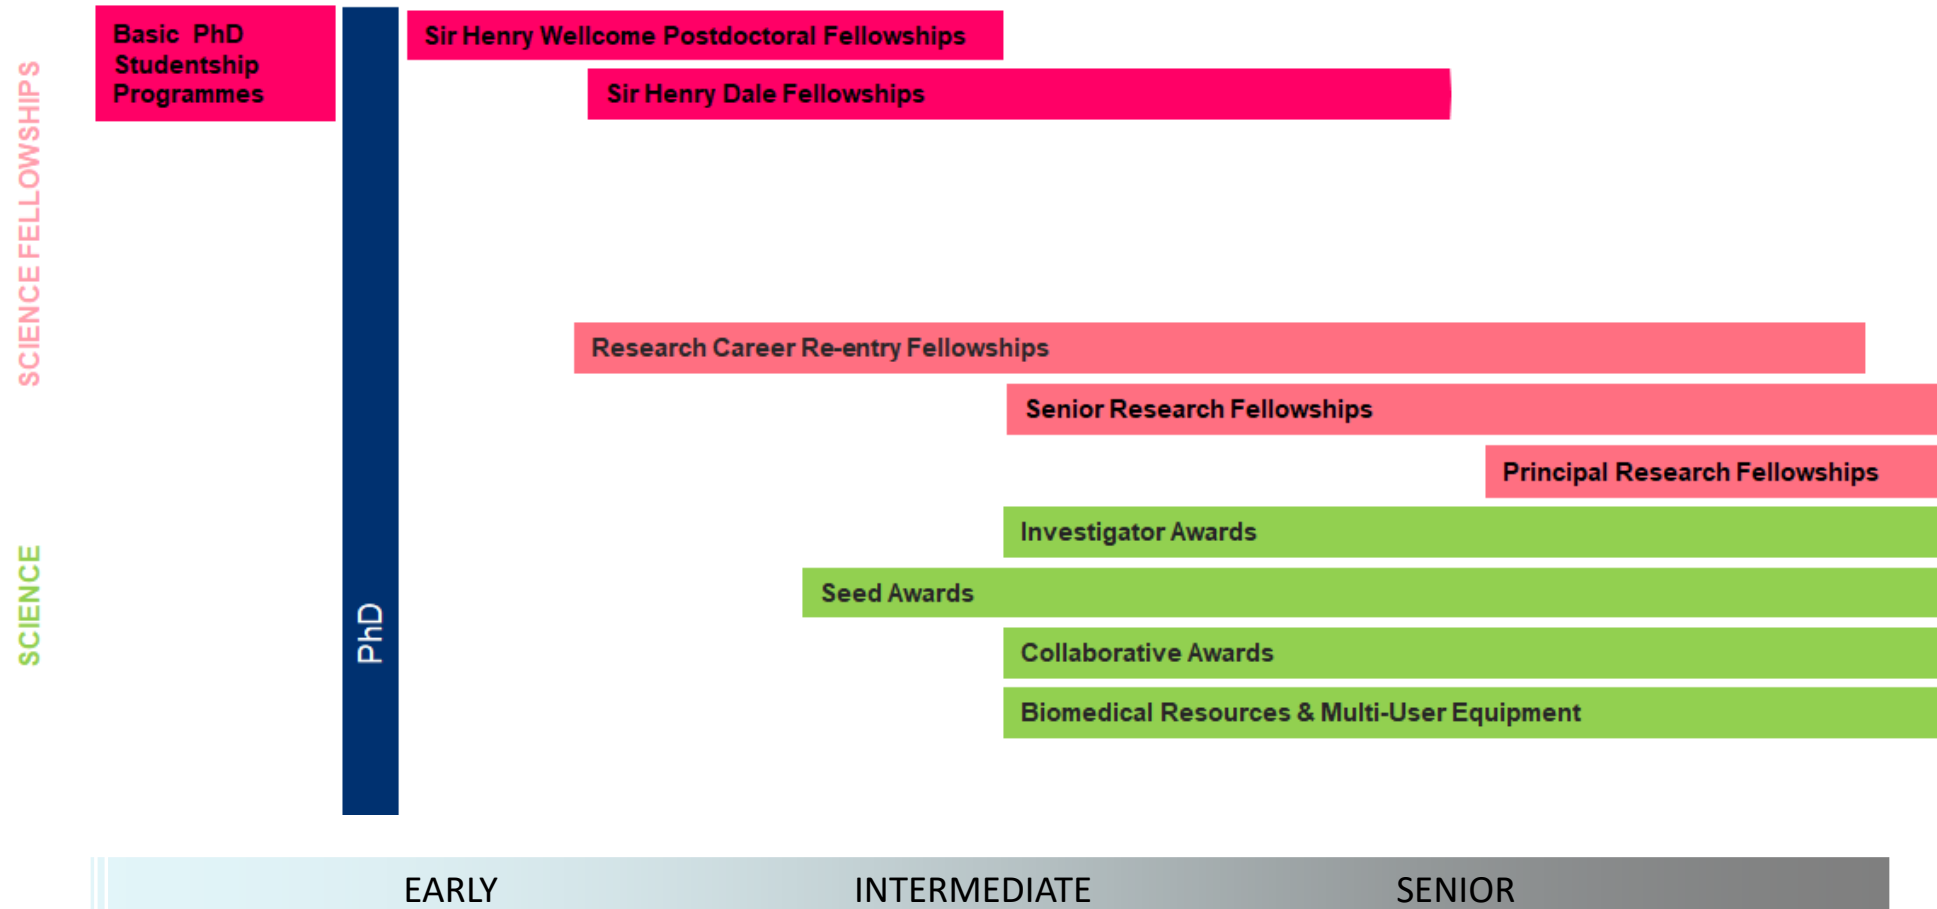 SCIENCE FELLOWSHIPS
Basic PhD
Studentship
Programmes
Sir Henry Wellcome Postdoctoral Fellowships
Sir Henry Dale Fellowships
Research Career Re-entry Fellowships
Senior Research Fellowships
Principal Research Fellowships
SCIENCE
PhD
Investigator Awards
Seed Awards
Collaborative Awards
Biomedical Resources & Multi-User Equipment
EARLY
INTERMEDIATE
SENIOR